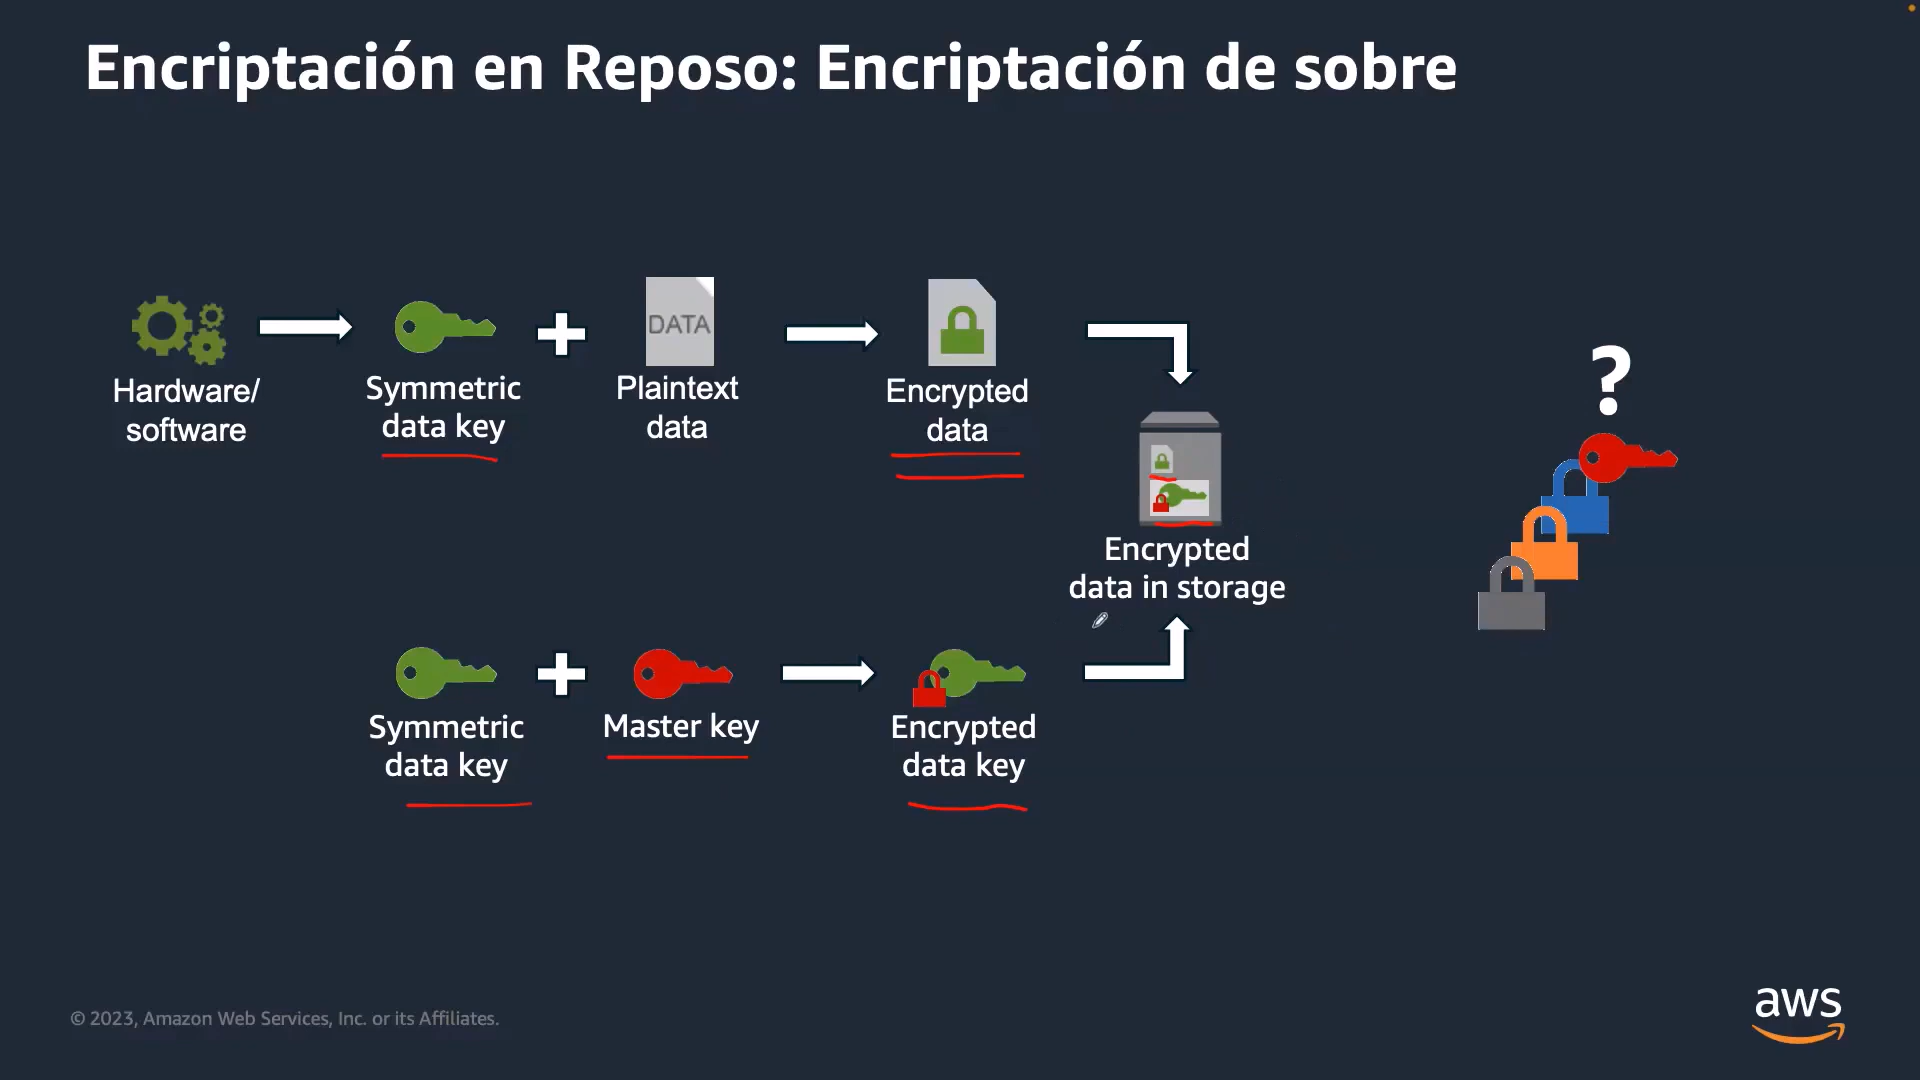 Encriptación en Reposo: Encriptación de sobre
Hardware/
software
Symmetric
data key
DATA
Plaintext
data
Encrypted
data
?
Encrypted
data in storage
Symmetric
data key
Master key
Encrypted
data key
© 2023, Amazon Web Services, Inc. or its Affiliates.
aws